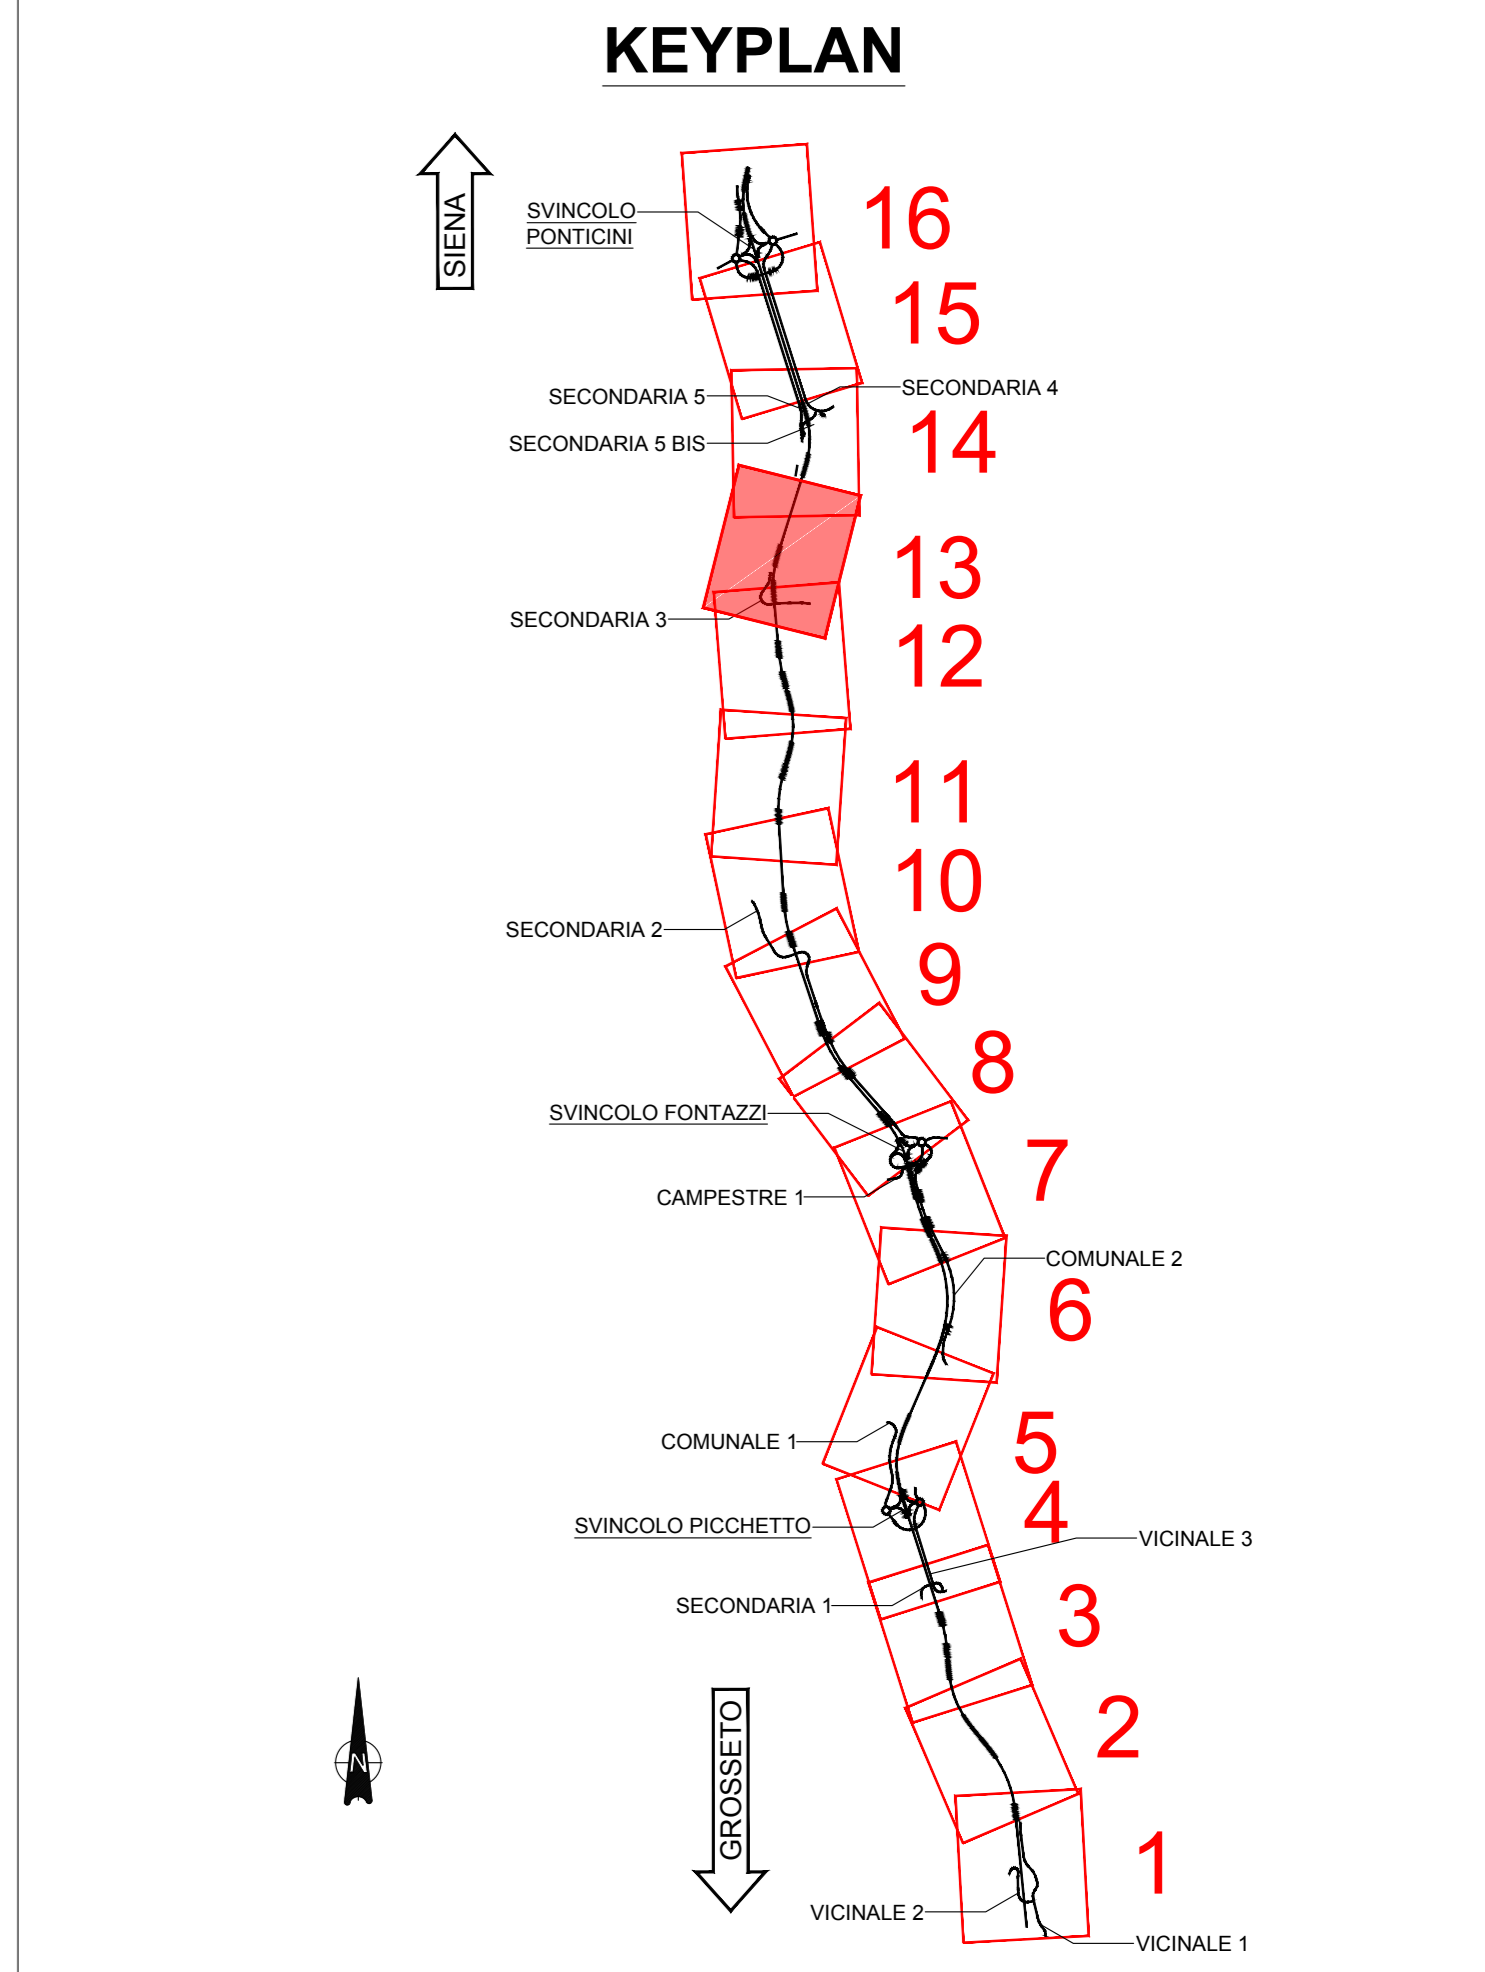 KEYPLAN
SIENA
SVINCOLO
PONTICINI
16
15
SECONDARIA 5
SECONDARIA 4
SECONDARIA 5 BIS
14
13
SECONDARIA 3
12
11
10
SECONDARIA 2
9
8
SVINCOLO FONTAZZI
7
CAMPESTRE 1
COMUNALE 2
6
COMUNALE 1
5
4
SVINCOLO PICCHETTO
VICINALE 3
SECONDARIA 1
3
2
GROSSETO
N
1
VICINALE 2
VICINALE 1